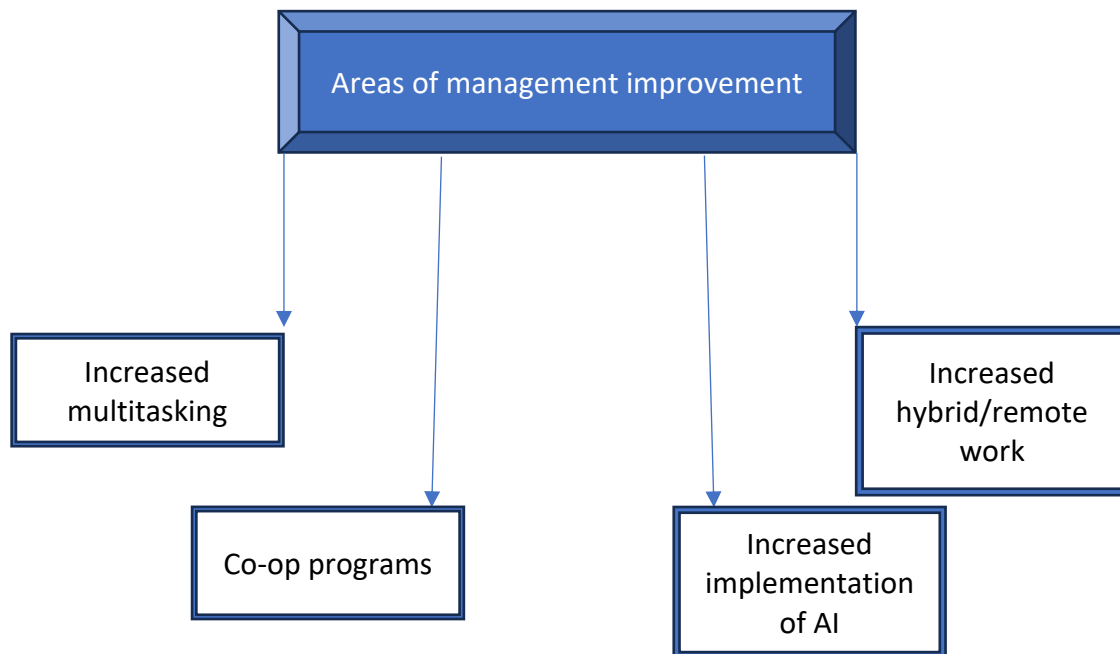 Areas of management improvement
Increased
multitasking
Increased
hybrid/remote
work
Co-op programs
Increased
implementation
of AI